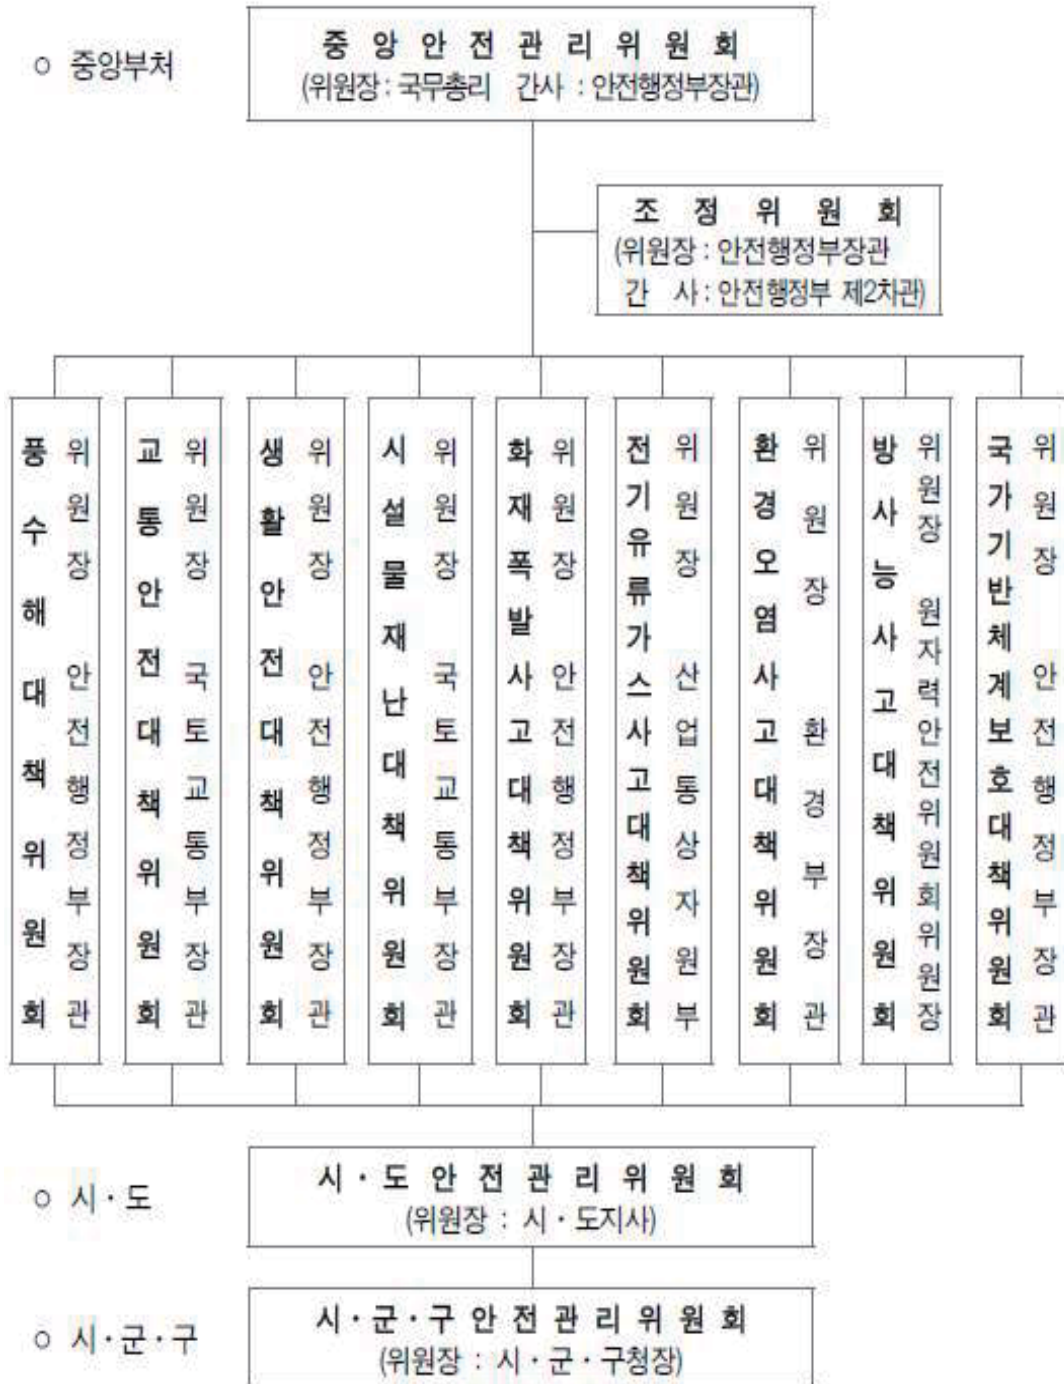 ○ 중앙부처
중앙안전관리위원회
(위원장 : 국무총리 간사 : 안전행정부장관)
조정위원회
(위원장 : 안전행정부장관
간 사 : 안전행정부 제2차관)
풍수해대책위원회
위원장 안전행정부장관
교통안전대책위원회
위원장 국토교통부장관
생활안전대책위원회
위원장 안전행정부장관
시설물재난대책위원회
위원장 국토교통부장관
화재폭발사고대책위원회
위원장 안전행정부장관
전기유류가스사고대책위원회
위원장 산업통상자원부
환경오염사고대책위원회
위원장 환경부장관
방사능사고대책위원회
위원장 원자력안전위원회위원장
국가기반체계보호대책위원회
위원장 안전행정부장관
○ 시·도
시·도안전관리위원회
(위원장 : 시·도지사)
○ 시·군·구
시·군·구안전관리위원회
(위원장 : 시·군·구청장)